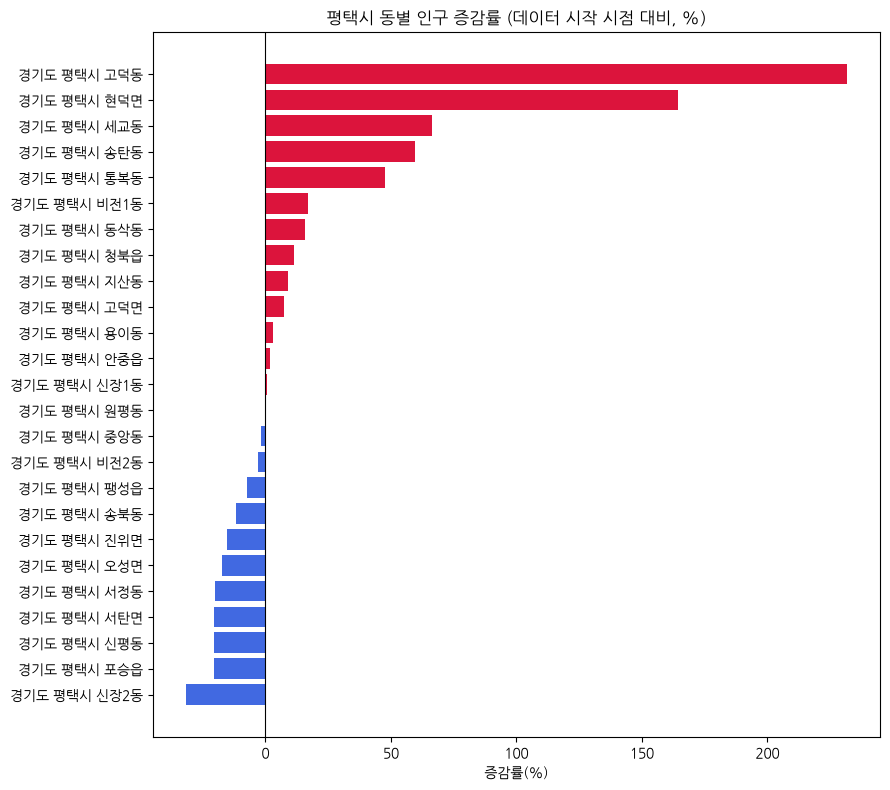 평택시 동별 인구 증감률 (데이터 시작 시점 대비, %)
경기도 평택시 고덕동
경기도 평택시 현덕면
경기도 평택시 세교동
경기도 평택시 송탄동
경기도 평택시 통복동
경기도 평택시 비전1동
경기도 평택시 동삭동
경기도 평택시 청북읍
경기도 평택시 지산동
경기도 평택시 고덕면
경기도 평택시 용이동
경기도 평택시 안중읍
경기도 평택시 신장1동
경기도 평택시 원평동
경기도 평택시 중앙동
경기도 평택시 비전2동
경기도 평택시 팽성읍
경기도 평택시 송북동
경기도 평택시 진위면
경기도 평택시 오성면
경기도 평택시 서정동
경기도 평택시 서탄면
경기도 평택시 신평동
경기도 평택시 포승읍
경기도 평택시 신장2동
0 50 100 150 200
증감률(%)